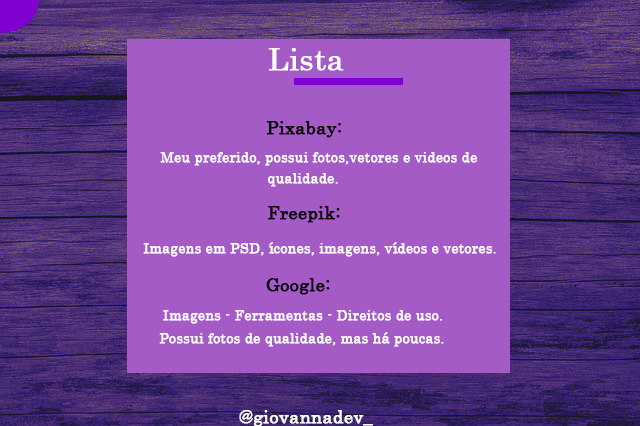 Lista
Pixabay:
Meu preferido, possui fotos,vetores e videos de
qualidade.
Freepik:
Imagens em PSD, ícones, imagens, vídeos e vetores.
Google:
Imagens - Ferramentas - Direitos de uso.
Possui fotos de qualidade, mas há poucas.
@giovannadev_